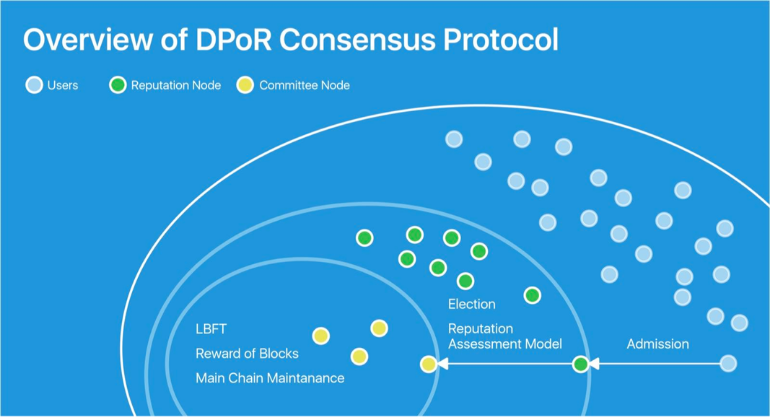 Overview of DPoR Consensus Protocol
Users
Reputation Node
Committee Node
Election
LBFT
Reputation
Assessment Model
Admission
Reward of Blocks
Main Chain Maintanance